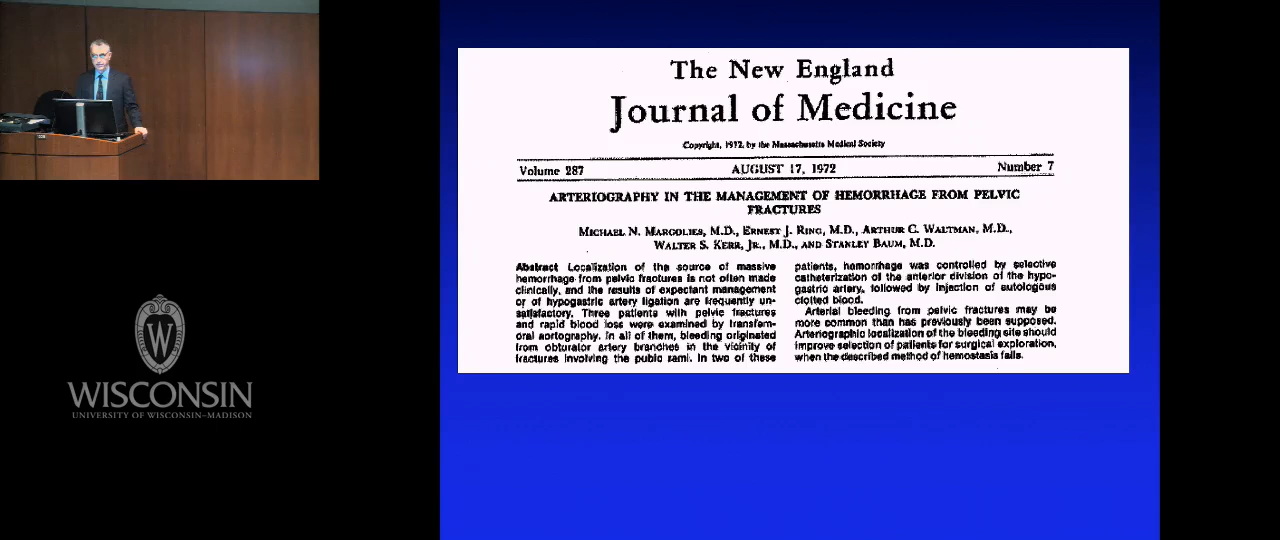 The New England
Journal of Medicine
Copyright, 1972, by the Massachusetts Medical Society
Volume 287 AUGUST 17, 1972 Number 7
ARTERIOGRAPHY IN THE MANAGEMENT OF HEMORRHAGE FROM PELVIC
FRACTURES
MICHAEL N. MARGOLIES, M.D., ERNEST J. RING, M.D., ARTHUR C. WALTMAN, M.D.,
WALTER S. KERR, JR., M.D., AND STANLEY BAUM, M.D.
Abstract Localization of the source of massive
hemorrhage from pelvic fractures is not often made
clinically, and the results of expectant management
or of hypogastric artery ligation are frequently un-
satisfactory. Three patients with pelvic fractures
and rapid blood loss were examined by transfem-
oral aortography. In all of them, bleeding originated
from obturator artery branches in the vicinity of
fractures involving the pubic rami. In two of these
patients, hemorrhage was controlled by selective
catheterization of the anterior division of the hypo-
gastric artery, followed by injection of autologous
clotted blood.
Arterial bleeding from pelvic fractures may be
more common than has previously been supposed.
Arteriographic localization of the bleeding site should
improve selection of patients for surgical exploration,
when the described method of hemostasis fails.
W
WISCONSIN
UNIVERSITY OF WISCONSIN–MADISON